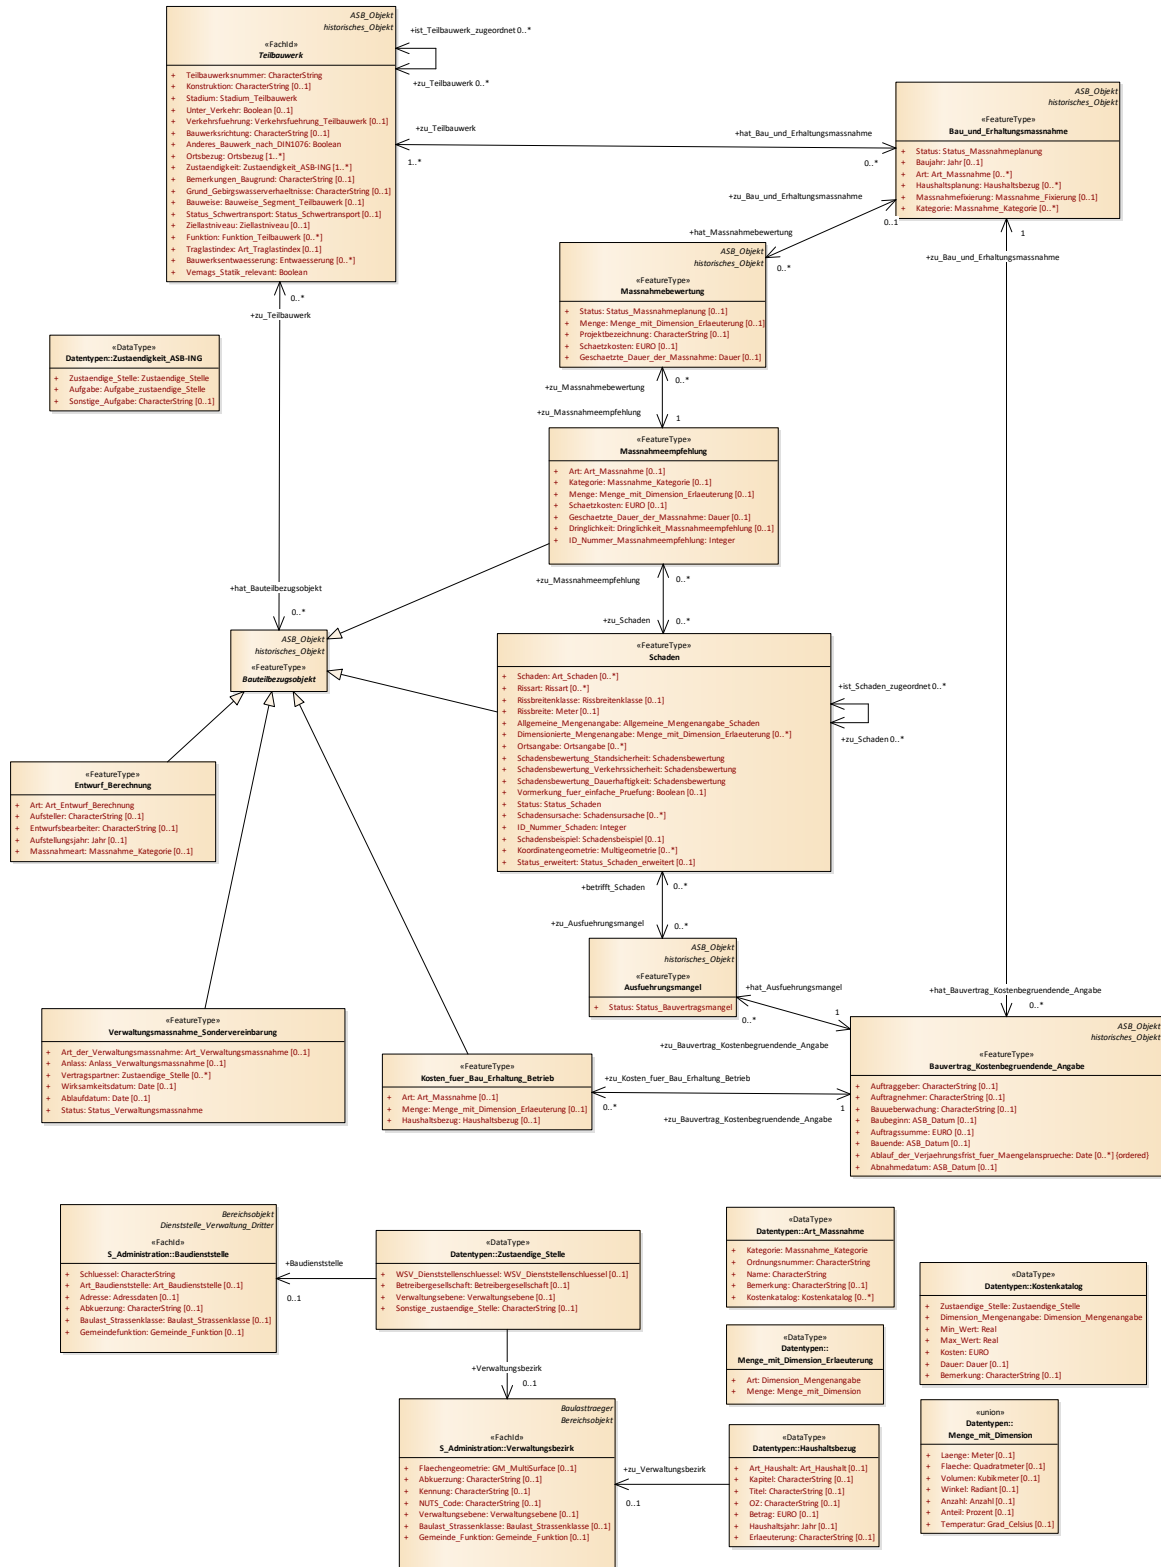 ASB_Objekt
historisches_Objekt
«FachId»
Teilbauwerk
+ Teilbauwerksnummer: CharacterString
+ Konstruktion: CharacterString [0..1]
+ Stadium: Stadium_Teilbauwerk
+ Unter_Verkehr: Boolean [0..1]
+ Verkehrsfuehrung: Verkehrsfuehrung_Teilbauwerk [0..1]
+ Bauwerksrichtung: CharacterString [0..1]
+ Anderes_Bauwerk_nach_DIN1076: Boolean
+ Ortsbezug: Ortsbezug [1..*]
+ Zustaendigkeit: Zustaendigkeit_ASB-ING [1..*]
+ Bemerkungen_Baugrund: CharacterString [0..1]
+ Grund_Gebirgswasserverhaeltnisse: CharacterString [0..1]
+ Bauweise: Bauweise_Segment_Teilbauwerk [0..1]
+ Status_Schwertransport: Status_Schwertransport [0..1]
+ Ziellastniveau: Ziellastniveau [0..1]
+ Funktion: Funktion_Teilbauwerk [0..*]
+ Traglastindex: Art_Traglastindex [0..1]
+ Bauwerksentwaesserung: Entwaesserung [0..*]
+ Vemags_Statik_relevant: Boolean
+ist_Teilbauwerk_zugeordnet 0..*
+zu_Teilbauwerk 0..*
+zu_Teilbauwerk
1..*
+hat_Bau_und_Erhaltungsmassnahme
0..*
ASB_Objekt
historisches_Objekt
«FeatureType»
Bau_und_Erhaltungsmassnahme
+ Status: Status_Massnahmeplanung
+ Baujahr: Jahr [0..1]
+ Art: Art_Massnahme [0..*]
+ Haushaltsplanung: Haushaltsbezug [0..*]
+ Massnahmefixierung: Massnahme_Fixierung [0..1]
+ Kategorie: Massnahme_Kategorie [0..*]
+zu_Bau_und_Erhaltungsmassnahme
0..1
+hat_Massnahmebewertung
0..*
1
+zu_Bau_und_Erhaltungsmassnahme
ASB_Objekt
historisches_Objekt
«FeatureType»
Massnahmebewertung
+ Status: Status_Massnahmeplanung [0..1]
+ Menge: Menge_mit_Dimension_Erlaeuterung [0..1]
+ Projektbezeichnung: CharacterString [0..1]
+ Schaetzkosten: EURO [0..1]
+ Geschaetzte_Dauer_der_Massnahme: Dauer [0..1]
0..*
+zu_Teilbauwerk
«DataType»
Datentypen::Zustaendigkeit_ASB-ING
+ Zustaendige_Stelle: Zustaendige_Stelle
+ Aufgabe: Aufgabe_zustaendige_Stelle
+ Sonstige_Aufgabe: CharacterString [0..1]
+zu_Massnahmebewertung
0..*
+zu_Massnahmeempfehlung
1
«FeatureType»
Massnahmeempfehlung
+ Art: Art_Massnahme [0..1]
+ Kategorie: Massnahme_Kategorie [0..1]
+ Menge: Menge_mit_Dimension_Erlaeuterung [0..1]
+ Schaetzkosten: EURO [0..1]
+ Geschaetzte_Dauer_der_Massnahme: Dauer [0..1]
+ Dringlichkeit: Dringlichkeit_Massnahmeempfehlung [0..1]
+ ID_Nummer_Massnahmeempfehlung: Integer
+zu_Massnahmeempfehlung
0..*
+zu_Schaden
0..*
+hat_Bauteilbezugsobjekt
0..*
ASB_Objekt
historisches_Objekt
«FeatureType»
Bauteilbezugsobjekt
«FeatureType»
Schaden
+ Schaden: Art_Schaden [0..*]
+ Rissart: Rissart [0..*]
+ Rissbreitenklasse: Rissbreitenklasse [0..1]
+ Rissbreite: Meter [0..1]
+ Allgemeine_Mengenangabe: Allgemeine_Mengenangabe_Schaden
+ Dimensionierte_Mengenangabe: Menge_mit_Dimension_Erlaeuterung [0..*]
+ Ortsangabe: Ortsangabe [0..*]
+ Schadensbewertung_Standsicherheit: Schadensbewertung
+ Schadensbewertung_Verkehrssicherheit: Schadensbewertung
+ Schadensbewertung_Dauerhaftigkeit: Schadensbewertung
+ Vormerkung_fuer_einfache_Pruefung: Boolean [0..1]
+ Status: Status_Schaden
+ Schadensursache: Schadensursache [0..*]
+ ID_Nummer_Schaden: Integer
+ Schadensbeispiel: Schadensbeispiel [0..1]
+ Koordinatengeometrie: Multigeometrie [0..*]
+ Status_erweitert: Status_Schaden_erweitert [0..1]
+ist_Schaden_zugeordnet 0..*
+zu_Schaden 0..*
«FeatureType»
Entwurf_Berechnung
+ Art: Art_Entwurf_Berechnung
+ Aufsteller: CharacterString [0..1]
+ Entwurfsbearbeiter: CharacterString [0..1]
+ Aufstellungsjahr: Jahr [0..1]
+ Massnahmeart: Massnahme_Kategorie [0..1]
+betrifft_Schaden
0..*
+zu_Ausfuehrungsmangel
0..*
ASB_Objekt
historisches_Objekt
«FeatureType»
Ausfuehrungsmangel
+ Status: Status_Bauvertragsmangel
+hat_Ausfuehrungsmangel
0..*
1
+zu_Bauvertrag_Kostenbegruendende_Angabe
+hat_Bauvertrag_Kostenbegruendende_Angabe
0..*
«FeatureType»
Verwaltungsmassnahme_Sondervereinbarung
+ Art_der_Verwaltungsmassnahme: Art_Verwaltungsmassnahme [0..1]
+ Anlass: Anlass_Verwaltungsmassnahme [0..1]
+ Vertragspartner: Zustaendige_Stelle [0..*]
+ Wirksamkeitsdatum: Date [0..1]
+ Ablaufdatum: Date [0..1]
+ Status: Status_Verwaltungsmassnahme
«FeatureType»
Kosten_fuer_Bau_Erhaltung_Betrieb
+ Art: Art_Massnahme [0..1]
+ Menge: Menge_mit_Dimension_Erlaeuterung [0..1]
+ Haushaltsbezug: Haushaltsbezug [0..1]
+zu_Kosten_fuer_Bau_Erhaltung_Betrieb
0..*
1
+zu_Bauvertrag_Kostenbegruendende_Angabe
ASB_Objekt
historisches_Objekt
«FeatureType»
Bauvertrag_Kostenbegruendende_Angabe
+ Auftraggeber: CharacterString [0..1]
+ Auftragnehmer: CharacterString [0..1]
+ Bauueberwachung: CharacterString [0..1]
+ Baubeginn: ASB_Datum [0..1]
+ Auftragssumme: EURO [0..1]
+ Bauende: ASB_Datum [0..1]
+ Ablauf_der_Verjaehrungsfrist_fuer_Maengelansprueche: Date [0..*] {ordered}
+ Abnahmedatum: ASB_Datum [0..1]
Bereichsobjekt
Dienststelle_Verwaltung_Dritter
«FachId»
S_Administration::Baudienststelle
+ Schluessel: CharacterString
+ Art_Baudienststelle: Art_Baudienststelle [0..1]
+ Adresse: Adressdaten [0..1]
+ Abkuerzung: CharacterString [0..1]
+ Baulast_Strassenklasse: Baulast_Strassenklasse [0..1]
+ Gemeindefunktion: Gemeinde_Funktion [0..1]
+Baudienststelle
0..1
«DataType»
Datentypen::Zustaendige_Stelle
+ WSV_Dienststellenschluessel: WSV_Dienststellenschluessel [0..1]
+ Betreibergesellschaft: Betreibergesellschaft [0..1]
+ Verwaltungsebene: Verwaltungsebene [0..1]
+ Sonstige_zustaendige_Stelle: CharacterString [0..1]
+Verwaltungsbezirk
0..1
«DataType»
Datentypen::Art_Massnahme
+ Kategorie: Massnahme_Kategorie
+ Ordnungsnummer: CharacterString
+ Name: CharacterString
+ Bemerkung: CharacterString [0..1]
+ Kostenkatalog: Kostenkatalog [0..*]
«DataType»
Datentypen::Kostenkatalog
+ Zustaendige_Stelle: Zustaendige_Stelle
+ Dimension_Mengenangabe: Dimension_Mengenangabe
+ Min_Wert: Real
+ Max_Wert: Real
+ Kosten: EURO
+ Dauer: Dauer [0..1]
+ Bemerkung: CharacterString [0..1]
«DataType»
Datentypen::
Menge_mit_Dimension_Erlaeuterung
+ Art: Dimension_Mengenangabe
+ Menge: Menge_mit_Dimension
Baulasttraeger
Bereichsobjekt
«FachId»
S_Administration::Verwaltungsbezirk
+ Flaechengeometrie: GM_MultiSurface [0..1]
+ Abkuerzung: CharacterString [0..1]
+ Kennung: CharacterString [0..1]
+ NUTS_Code: CharacterString [0..1]
+ Verwaltungsebene: Verwaltungsebene [0..1]
+ Baulast_Strassenklasse: Baulast_Strassenklasse [0..1]
+ Gemeinde_Funktion: Gemeinde_Funktion [0..1]
+zu_Verwaltungsbezirk
0..1
«DataType»
Datentypen::Haushaltsbezug
+ Art_Haushalt: Art_Haushalt [0..1]
+ Kapitel: CharacterString [0..1]
+ Titel: CharacterString [0..1]
+ OZ: CharacterString [0..1]
+ Betrag: EURO [0..1]
+ Haushaltsjahr: Jahr [0..1]
+ Erlaeuterung: CharacterString [0..1]
«union»
Datentypen::
Menge_mit_Dimension
+ Laenge: Meter [0..1]
+ Flaeche: Quadratmeter [0..1]
+ Volumen: Kubikmeter [0..1]
+ Winkel: Radiant [0..1]
+ Anzahl: Anzahl [0..1]
+ Anteil: Prozent [0..1]
+ Temperatur: Grad_Celsius [0..1]